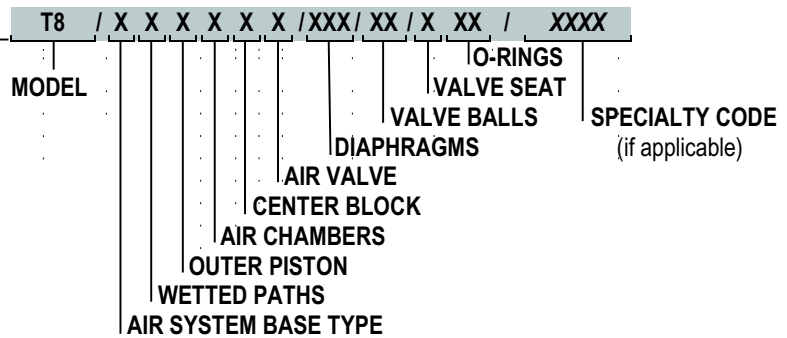 T8 / X X X X X X / XXX / XX / X XX / XXXX
O-RINGS
MODEL VALVE SEAT
VALVE BALLS SPECIALTY CODE
DIAPHRAGMS (if applicable)
AIR VALVE
CENTER BLOCK
AIR CHAMBERS
OUTER PISTON
WETTED PATHS
AIR SYSTEM BASE TYPE